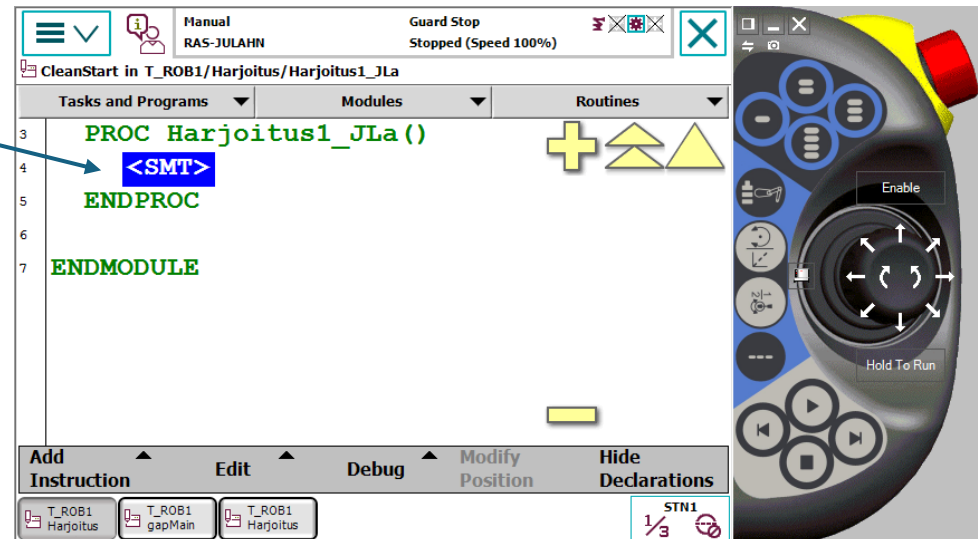 Manual
RAS-JULAHN
Guard Stop
Stopped (Speed 100%)
CleanStart in T_ROB1/Harjoitus/Harjoitus1_JLa
Tasks and Programs
Modules
Routines
3 PROC Harjoitus1_JLa()
4 <SMT>
5 ENDPROC
6
7 ENDMODULE
Add Instruction
Edit
Debug
Modify Position
Hide Declarations
T_ROB1 Harjoitus
T_ROB1 gapMain
T_ROB1 Harjoitus
STN1
1/3
Enable
Hold To Run